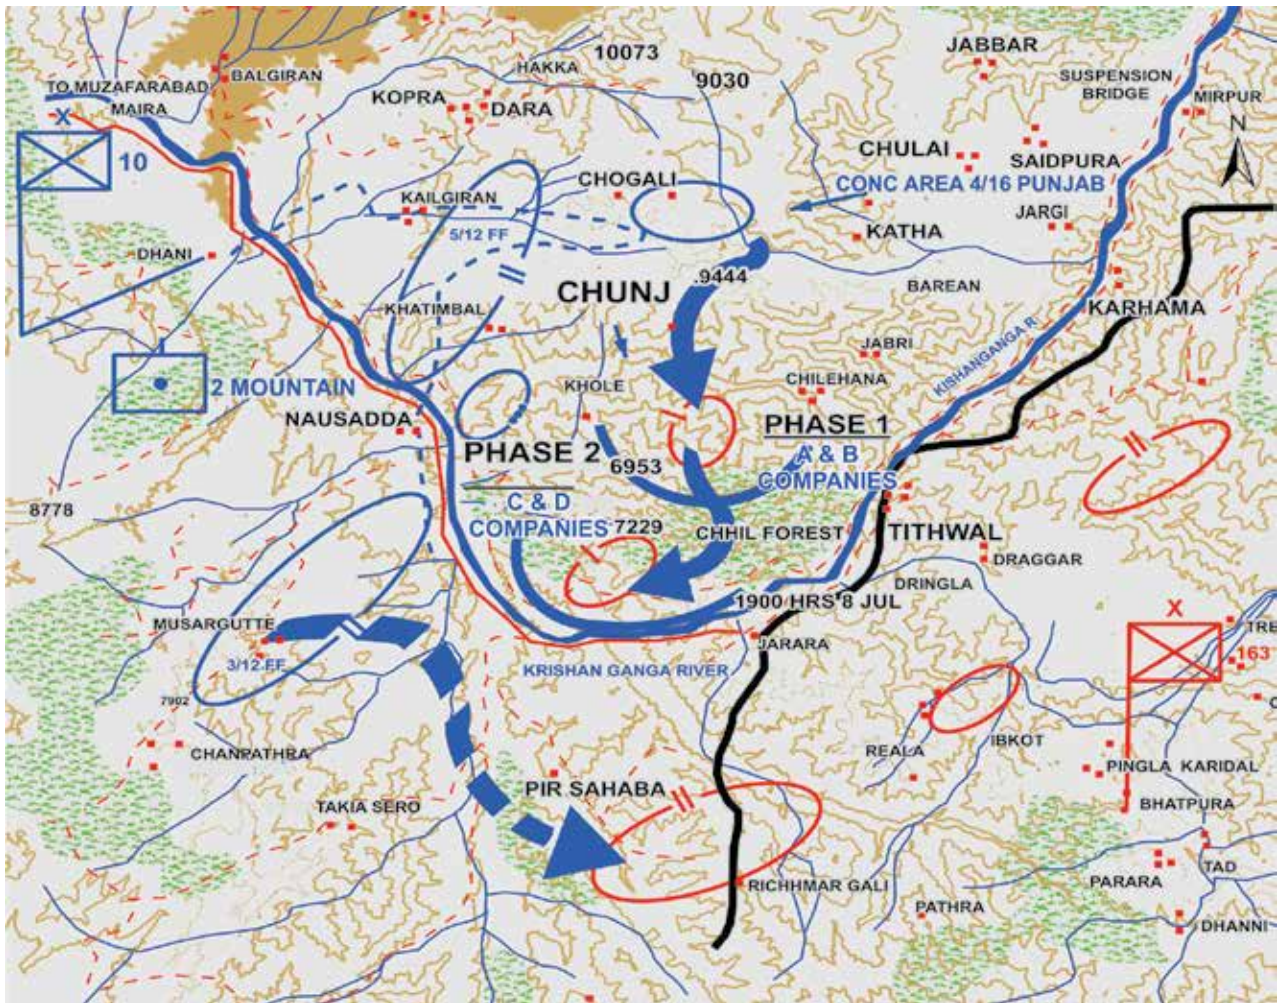 10073
JABBAR
HAKKA
9030
SUSPENSION
BRIDGE
BALGIRAN
TO MUZAFARABAD
MAIRA
KOPRA
DARA
MIRPUR
N
X
10
CHULAI
SAIDPURA
CHOGALI
CONC AREA 4/16 PUNJAB
KAILGIRAN
JARGI
5/12 FF
KATHA
DHANI
.9444
BAREAN
CHUNJ
KHATIMBAL
KARHAMA
JABRI
KISHANGANGA R
2 MOUNTAIN
KHOLE
CHILEHANA
NAUSADDA
PHASE 1
A & B
COMPANIES
PHASE 2
6953
C & D
COMPANIES
7229
8778
CHHIL FOREST
TITHWAL
DRAGGAR
DRINGLA
1900 HRS 8 JUL
X
MUSARGUTTE
JARARA
TRE
163
3/12 FF
KRISHAN GANGA RIVER
7902
CHANPATHRA
REALA
IBKOT
PINGLA KARIDAL
PIR SAHABA
TAKIA SERO
BHATPURA
TAD
PARARA
RICHHMAR GALI
PATHRA
DHANNI